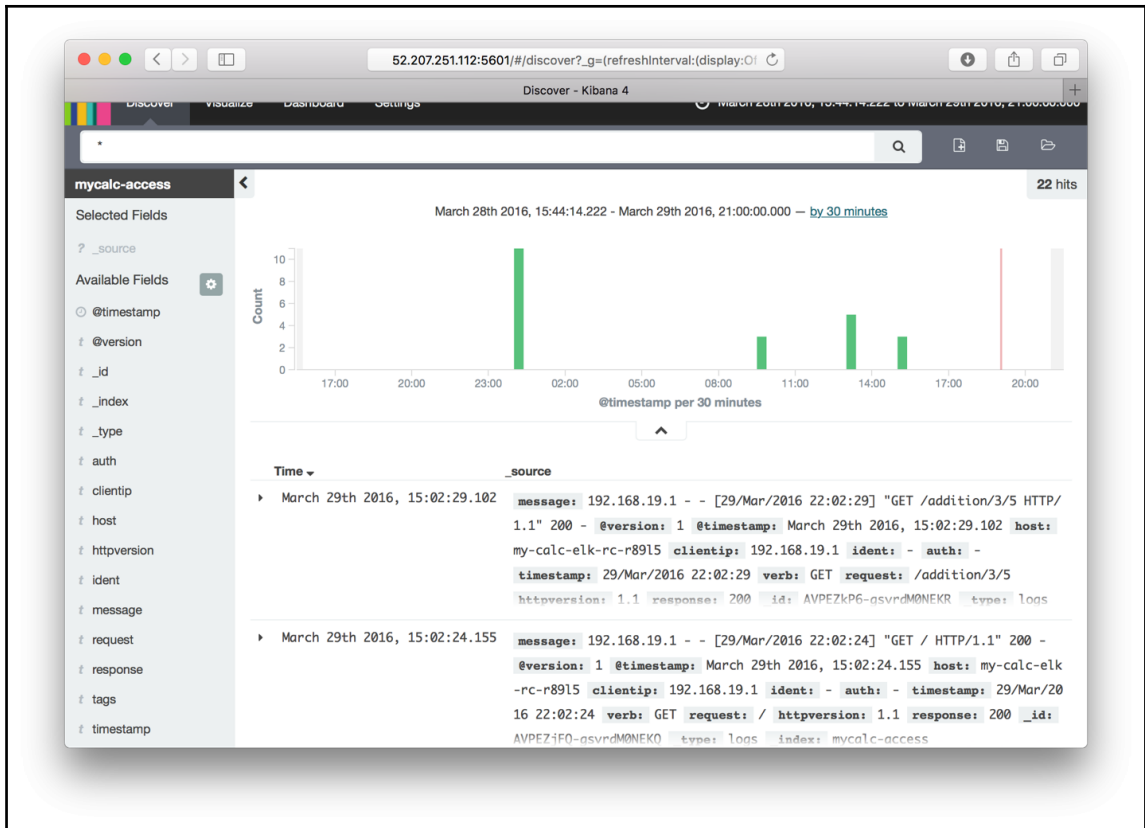 52.207.251.112:5601/#/discover?_g=(refreshInterval:(display:Of
Discover - Kibana 4
Discover Visualize Dashboard Settings March 28th 2016, 15:44:14.222 to March 29th 2016, 21:00:00.000
*
mycalc-access
22 hits
Selected Fields
? _source
Available Fields
@timestamp
t @version
t _id
t _index
t _type
t auth
t clientip
t host
t httpversion
t ident
t message
t request
t response
t tags
t timestamp
March 28th 2016, 15:44:14.222 - March 29th 2016, 21:00:00.000 — by 30 minutes
Count
10
8
6
4
2
0
17:00 20:00 23:00 02:00 05:00 08:00 11:00 14:00 17:00 20:00
@timestamp per 30 minutes
Time _source
March 29th 2016, 15:02:29.102 message: 192.168.19.1 - - [29/Mar/2016 22:02:29] "GET /addition/3/5 HTTP/
1.1" 200 - @version: 1 @timestamp: March 29th 2016, 15:02:29.102 host:
my-calc-elk-rc-r89l5 clientip: 192.168.19.1 ident: - auth: -
timestamp: 29/Mar/2016 22:02:29 verb: GET request: /addition/3/5
httpversion: 1.1 response: 200 _id: AVPEZkP6-gsvrdM0NEKR _type: logs
March 29th 2016, 15:02:24.155 message: 192.168.19.1 - - [29/Mar/2016 22:02:24] "GET / HTTP/1.1" 200 -
@version: 1 @timestamp: March 29th 2016, 15:02:24.155 host: my-calc-elk
-rc-r89l5 clientip: 192.168.19.1 ident: - auth: - timestamp: 29/Mar/20
16 22:02:24 verb: GET request: / httpversion: 1.1 response: 200 _id:
AVPEZjFO-gsvrdM0NEKQ _type: logs _index: mycalc-access